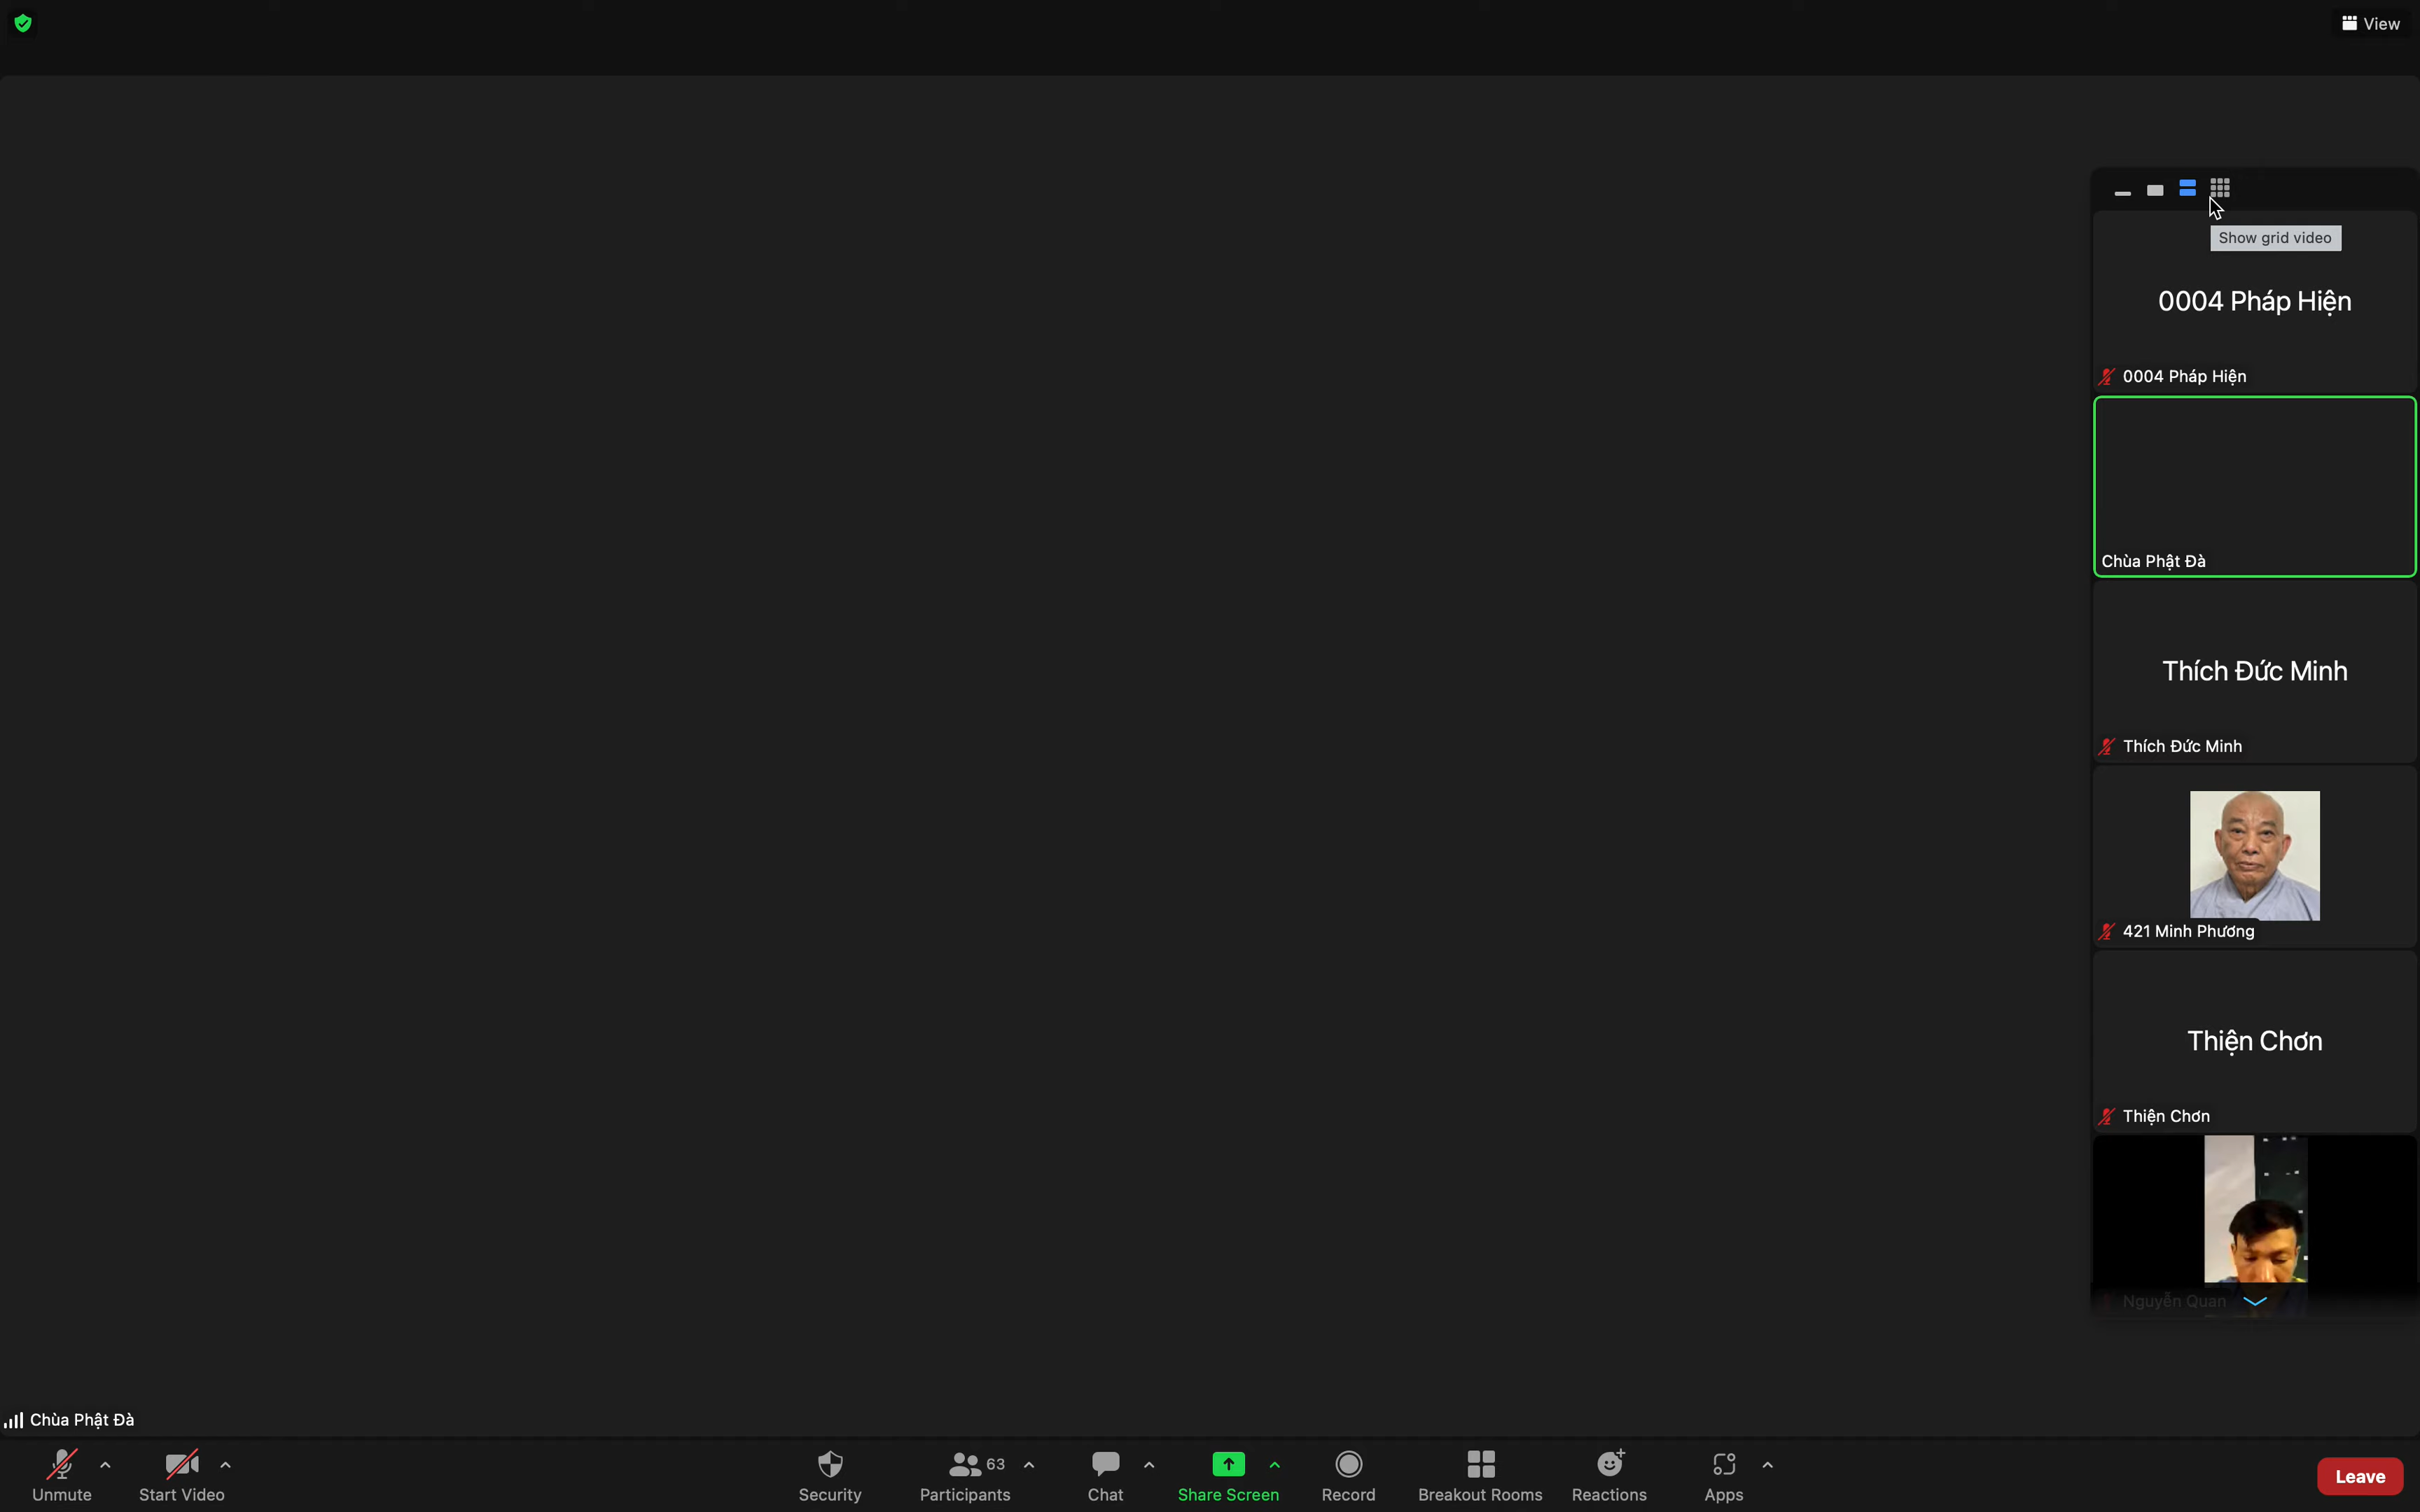 View
Show grid video
0004 Pháp Hiện
0004 Pháp Hiện
Chùa Phật Đà
Thích Đức Minh
Thích Đức Minh
421 Minh Phương
Thiện Chơn
Thiện Chơn
Nguyễn Quan
Chùa Phật Đà
Unmute
Start Video
Security
63
Participants
Chat
Share Screen
Record
Breakout Rooms
Reactions
Apps
Leave